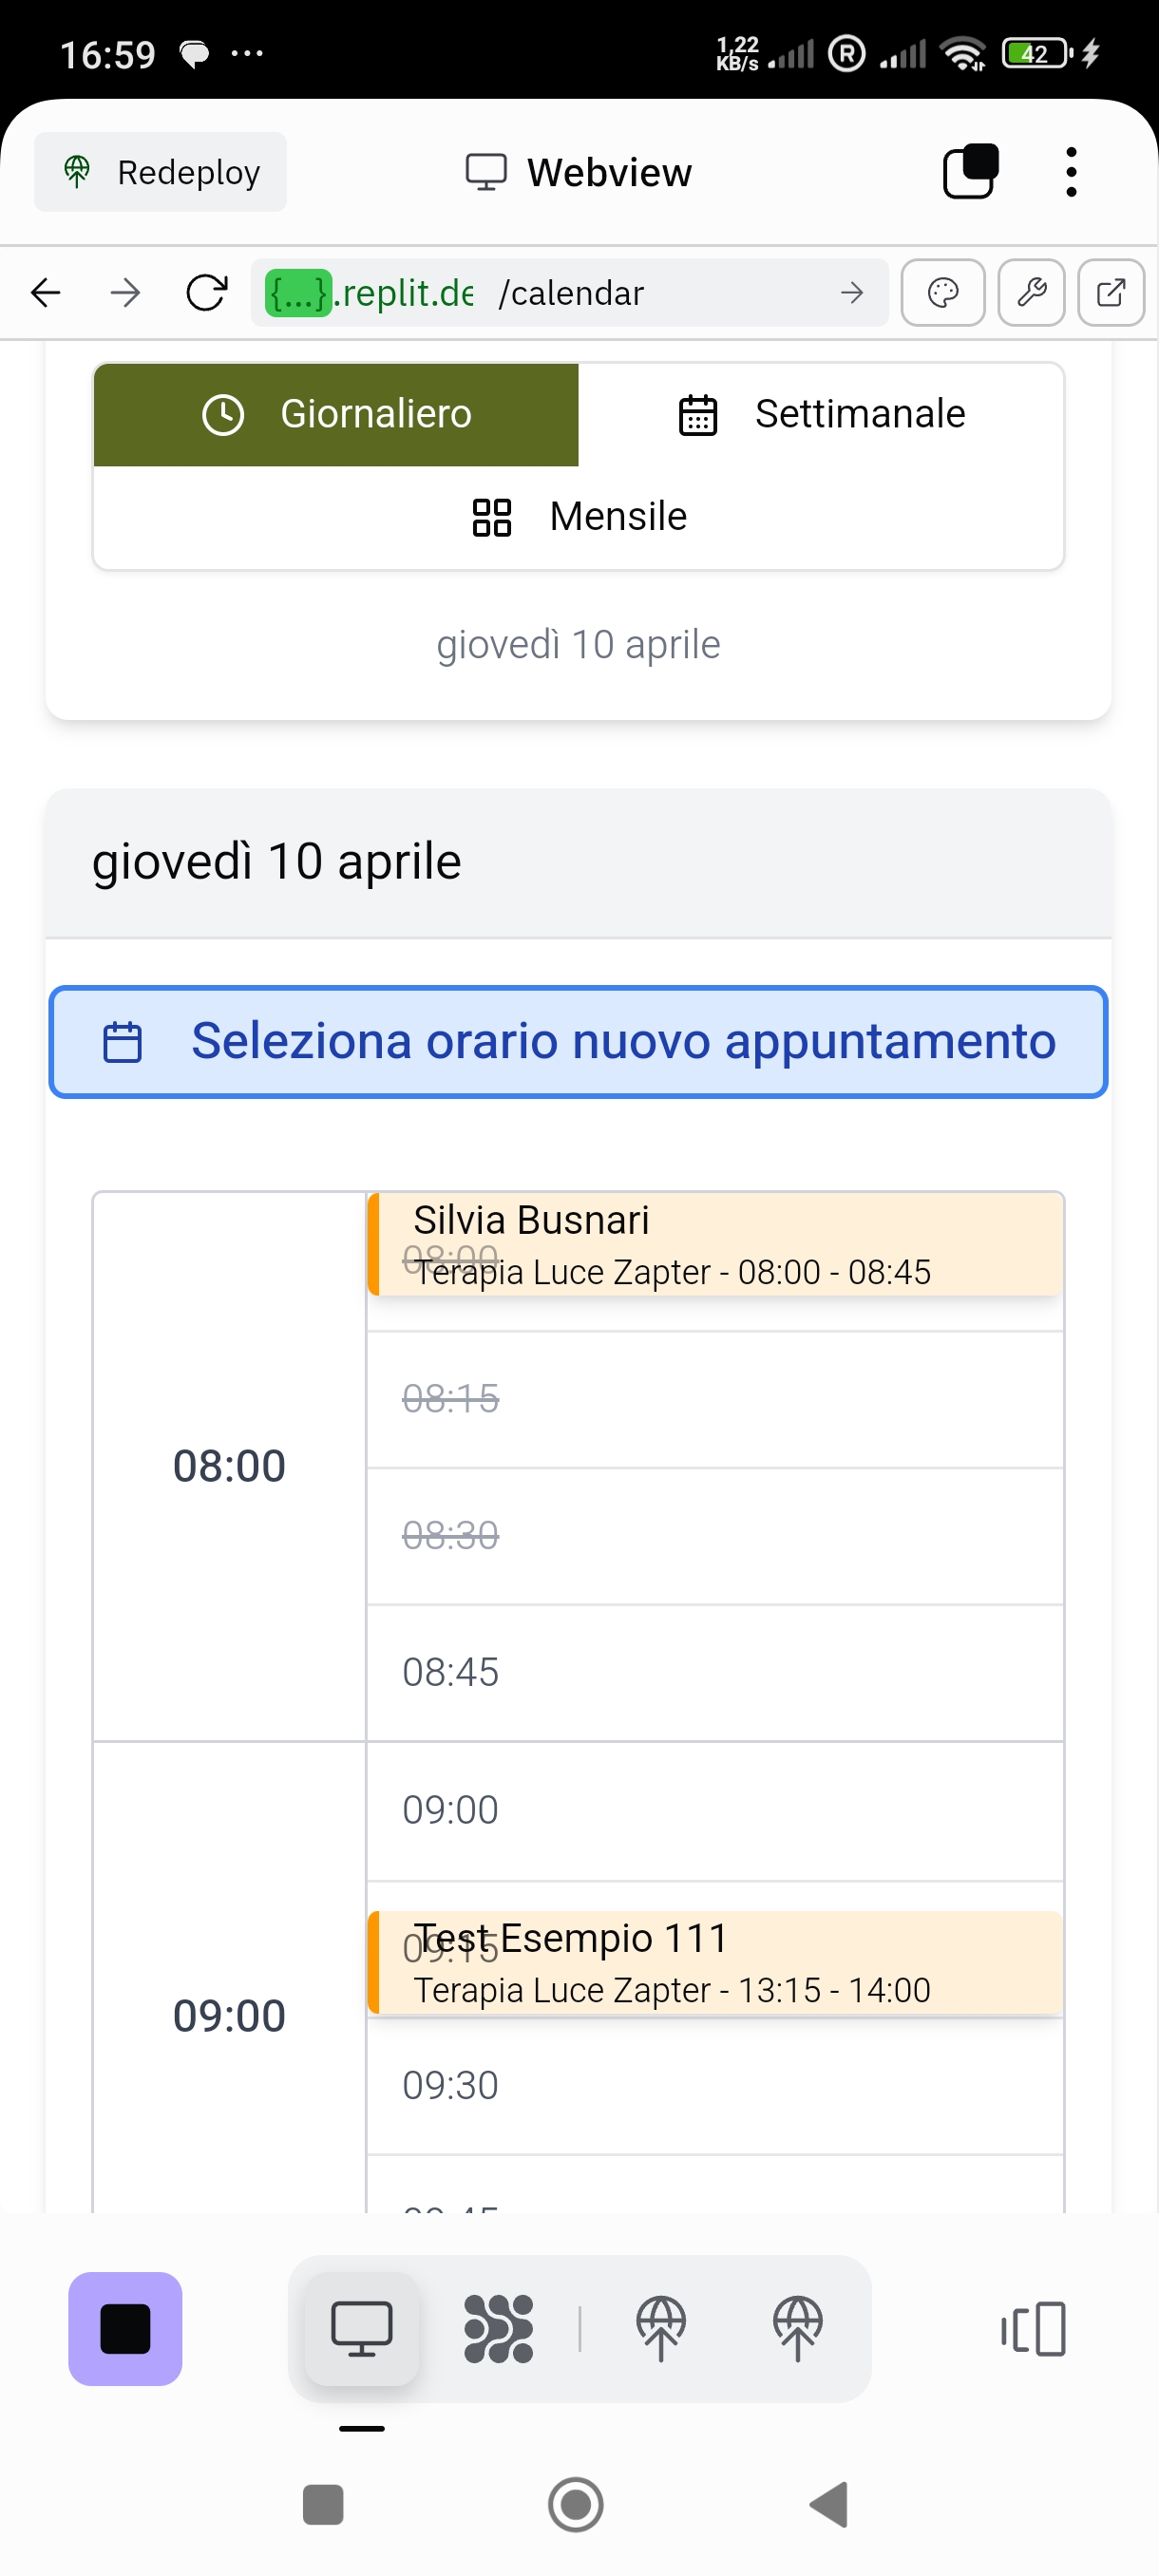 16:59
1,22
KB/s
R
42
Redeploy
Webview
{...}.replit.de /calendar
Giornaliero
Settimanale
Mensile
giovedì 10 aprile
giovedì 10 aprile
Seleziona orario nuovo appuntamento
Silvia Busnari
08:00
Terapia Luce Zapter - 08:00 - 08:45
08:15
08:00
08:30
08:45
09:00
Test Esempio 111
09:15
Terapia Luce Zapter - 13:15 - 14:00
09:00
09:30